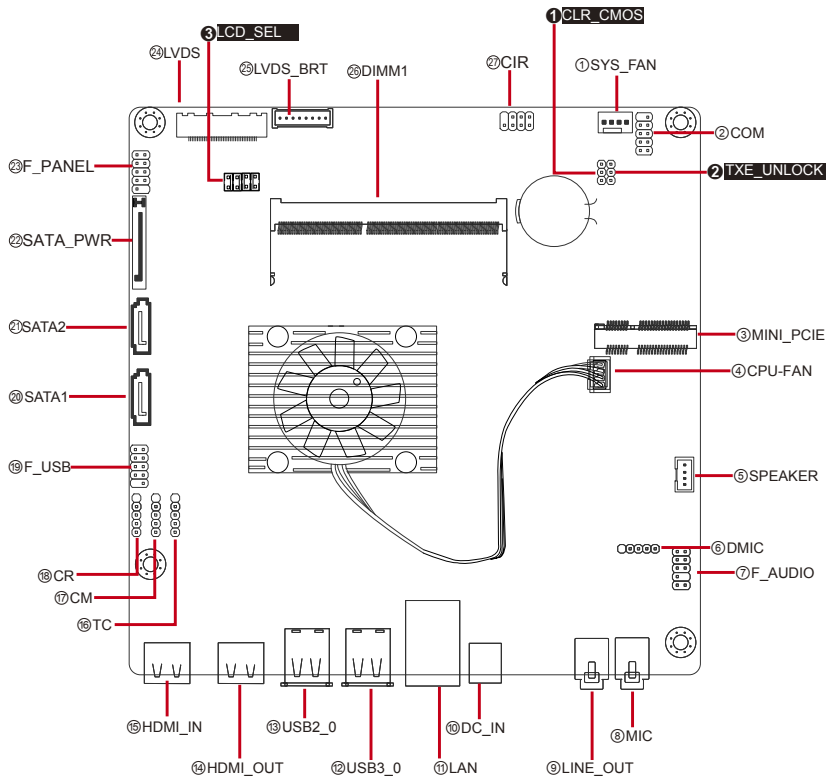 ❶CLR_CMOS
❸LCD_SEL
㉔LVDS
㉕LVDS_BRT
㉖DIMM1
㉗CIR
①SYS_FAN
②COM
㉓F_PANEL
❷TXE_UNLOCK
㉒SATA_PWR
㉑SATA2
③MINI_PCIE
④CPU-FAN
⑳SATA1
⑲F_USB
⑤SPEAKER
⑥DMIC
⑱CR
⑦F_AUDIO
⑰CM
⑯TC
⑮HDMI_IN
⑬USB2_0
⑩DC_IN
⑧MIC
⑭HDMI_OUT
⑫USB3_0
⑪LAN
⑨LINE_OUT